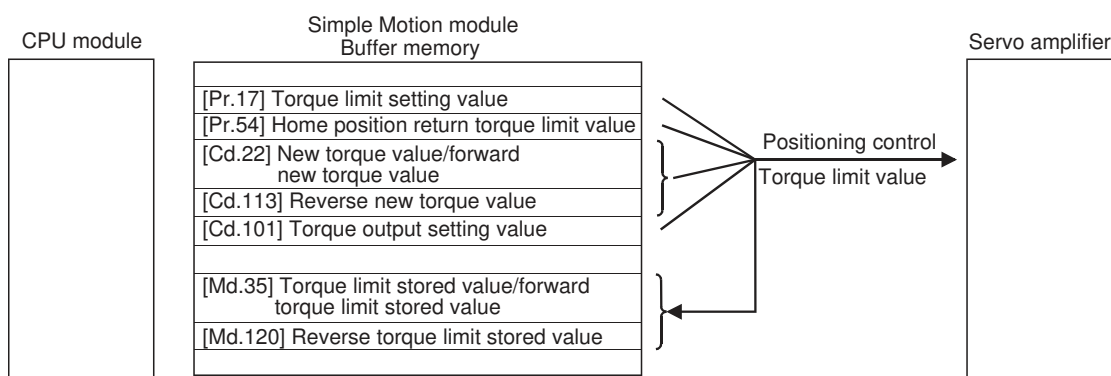 CPU module
Simple Motion module
Buffer memory
Servo amplifier
[Pr.17] Torque limit setting value
[Pr.54] Home position return torque limit value
[Cd.22] New torque value/forward
new torque value
[Cd.113] Reverse new torque value
[Cd.101] Torque output setting value
Positioning control
Torque limit value
[Md.35] Torque limit stored value/forward
torque limit stored value
[Md.120] Reverse torque limit stored value